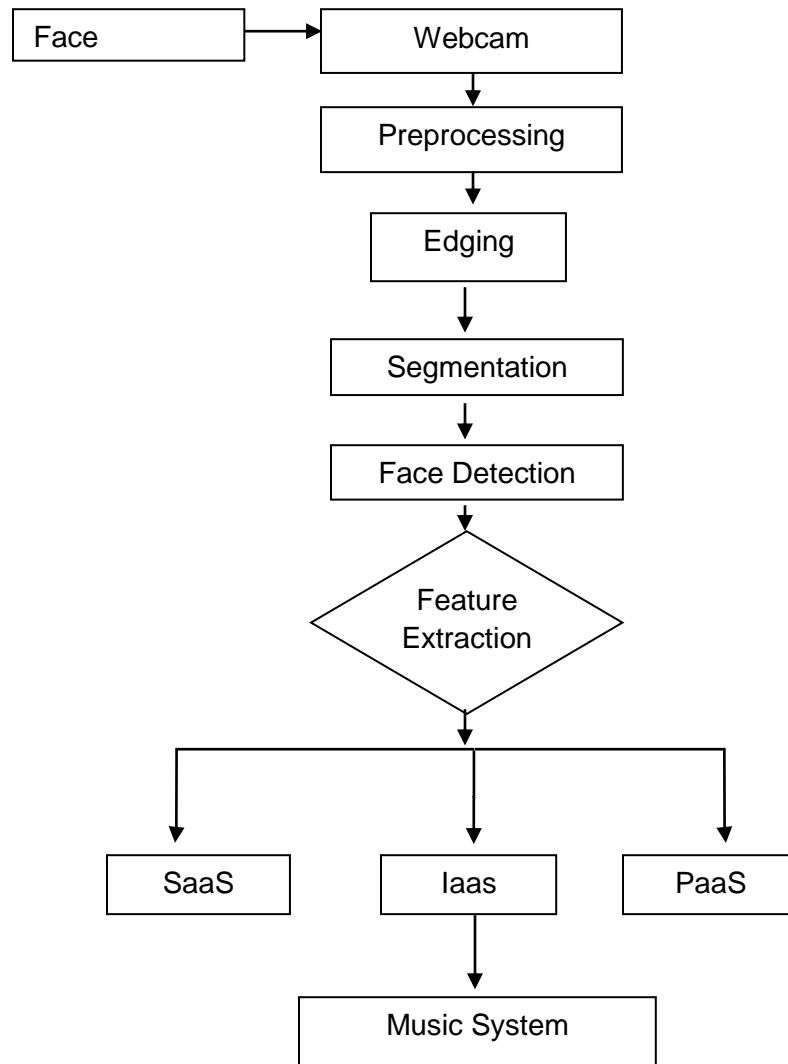 Face
Webcam
Preprocessing
Edging
Segmentation
Face Detection
Feature
Extraction
SaaS
Iaas
PaaS
Music System